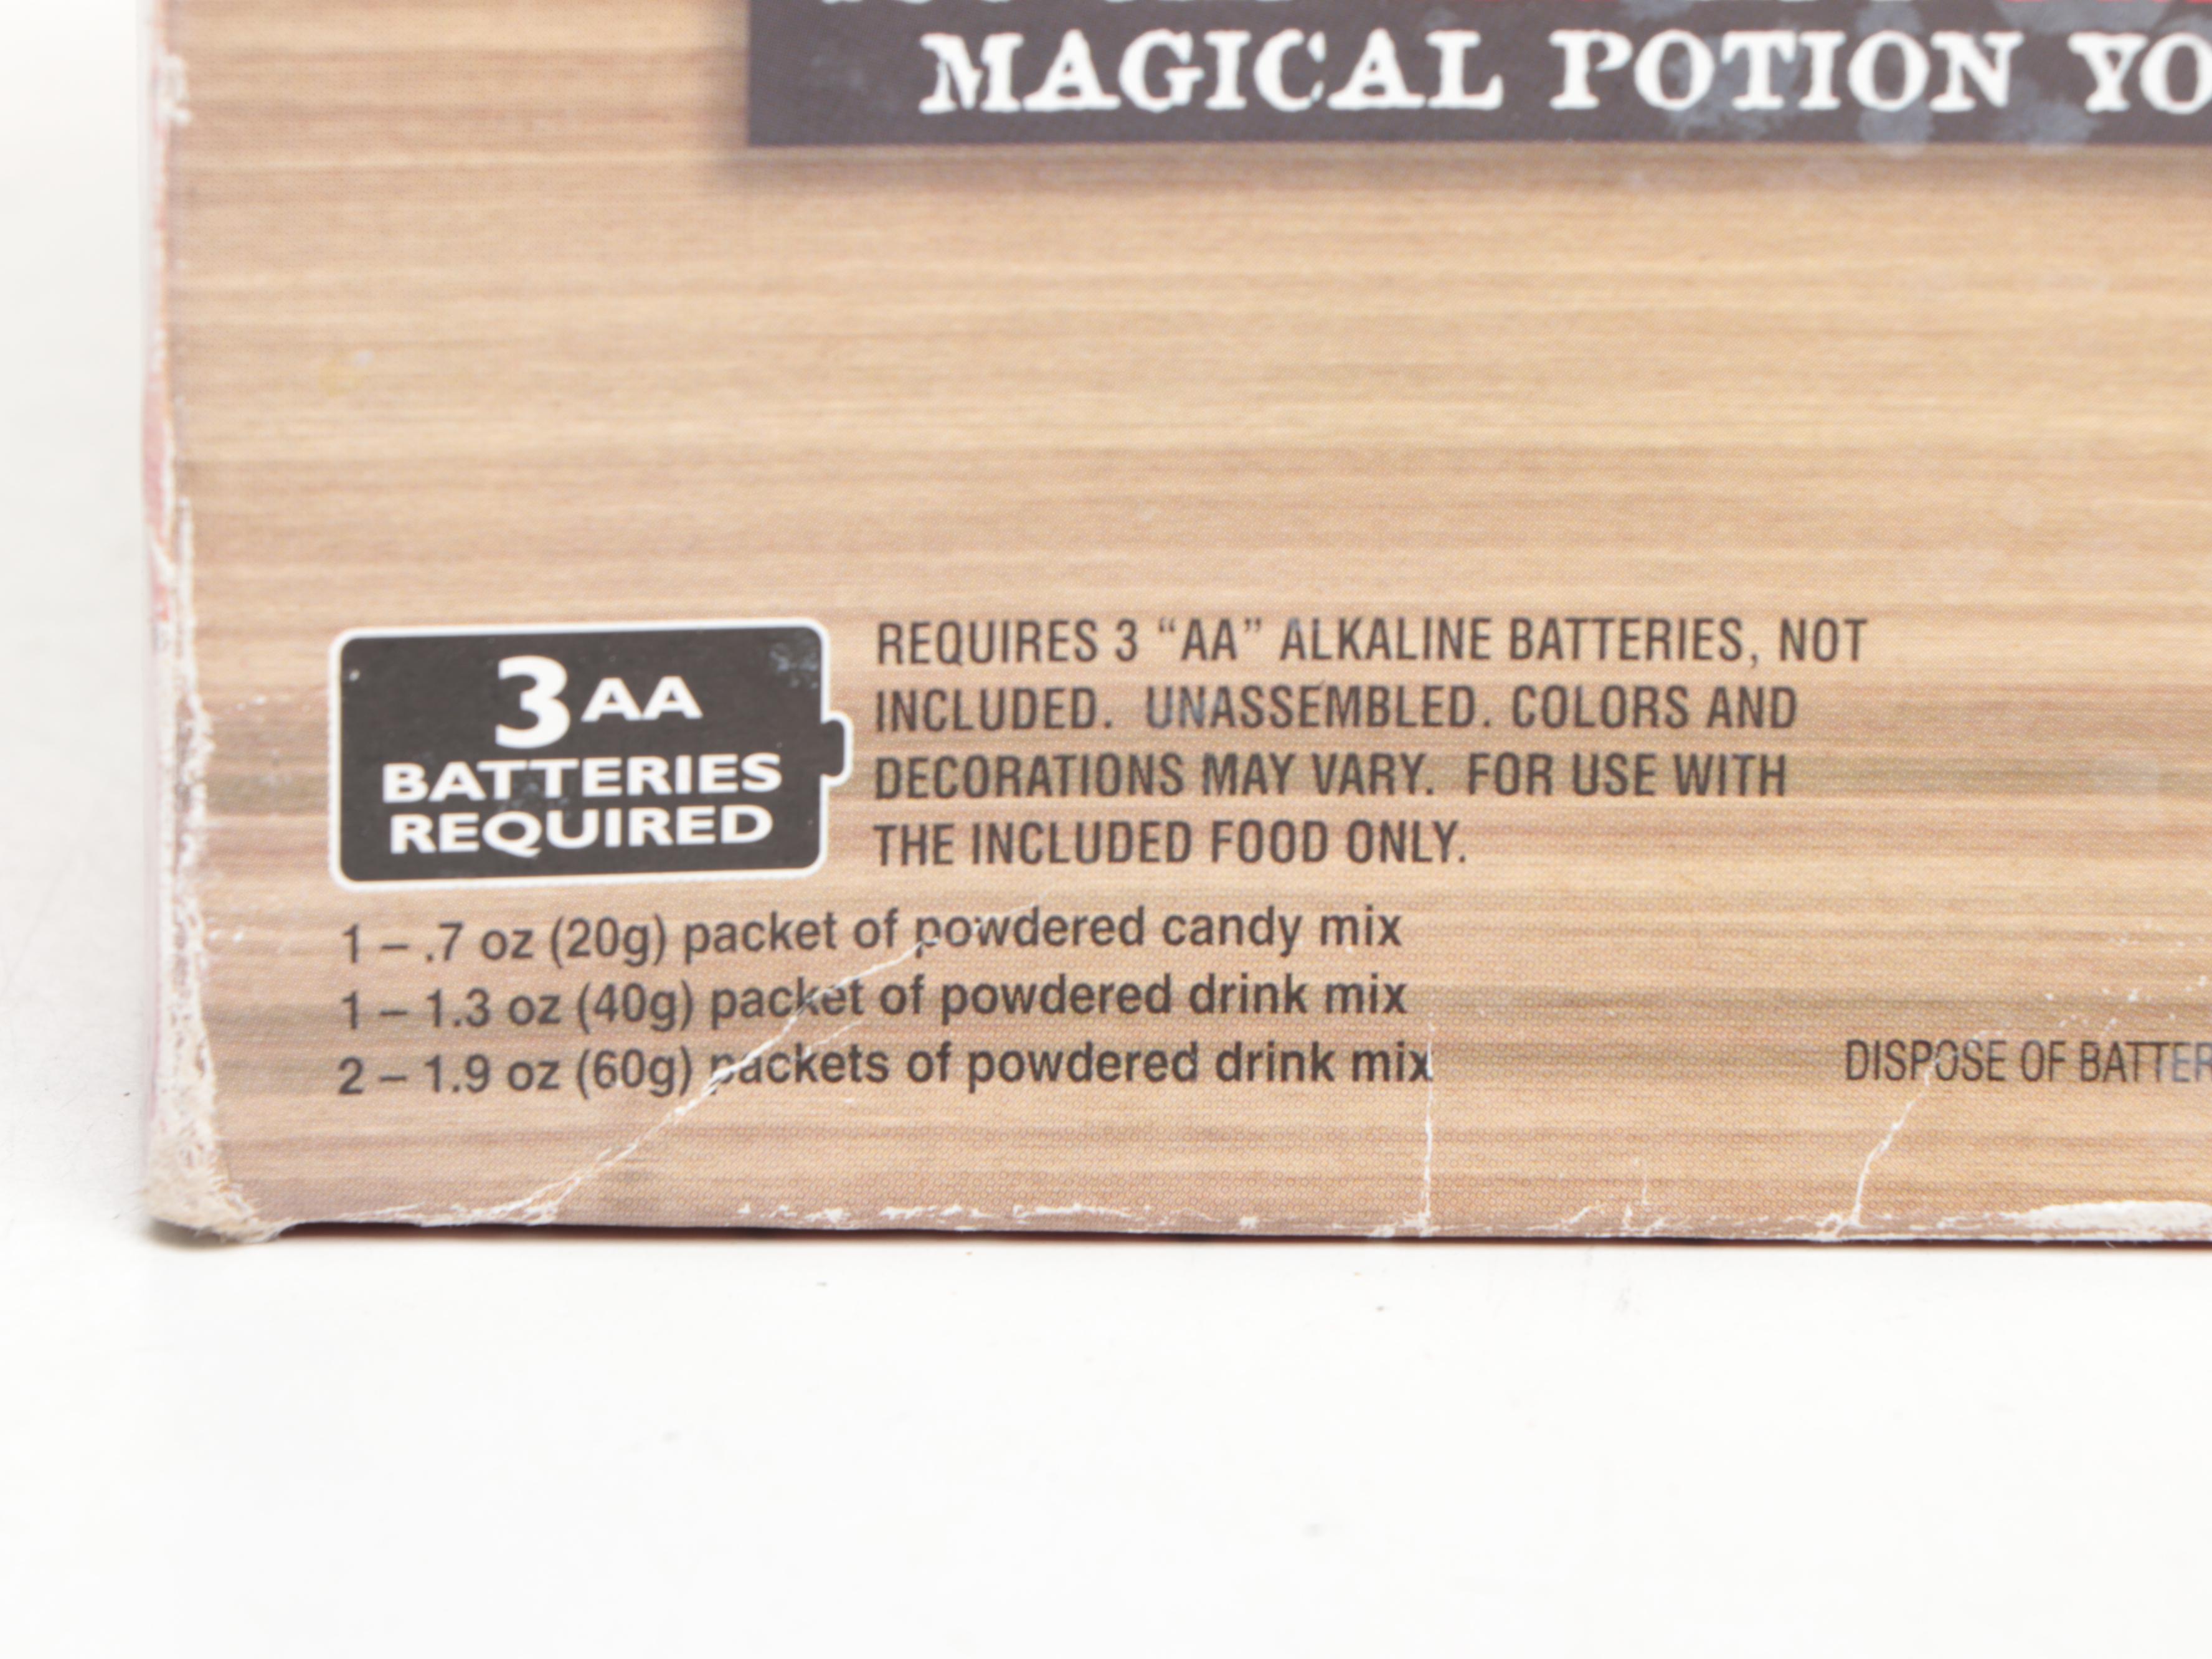 MAGICAL POTION YO
3 AA
BATTERIES
REQUIRED
REQUIRES 3 “AA” ALKALINE BATTERIES, NOT
INCLUDED. UNASSEMBLED. COLORS AND
DECORATIONS MAY VARY. FOR USE WITH
THE INCLUDED FOOD ONLY.
1 – .7 oz (20g) packet of powdered candy mix
1 – 1.3 oz (40g) packet of powdered drink mix
2 – 1.9 oz (60g) packets of powdered drink mix
DISPOSE OF BATTER